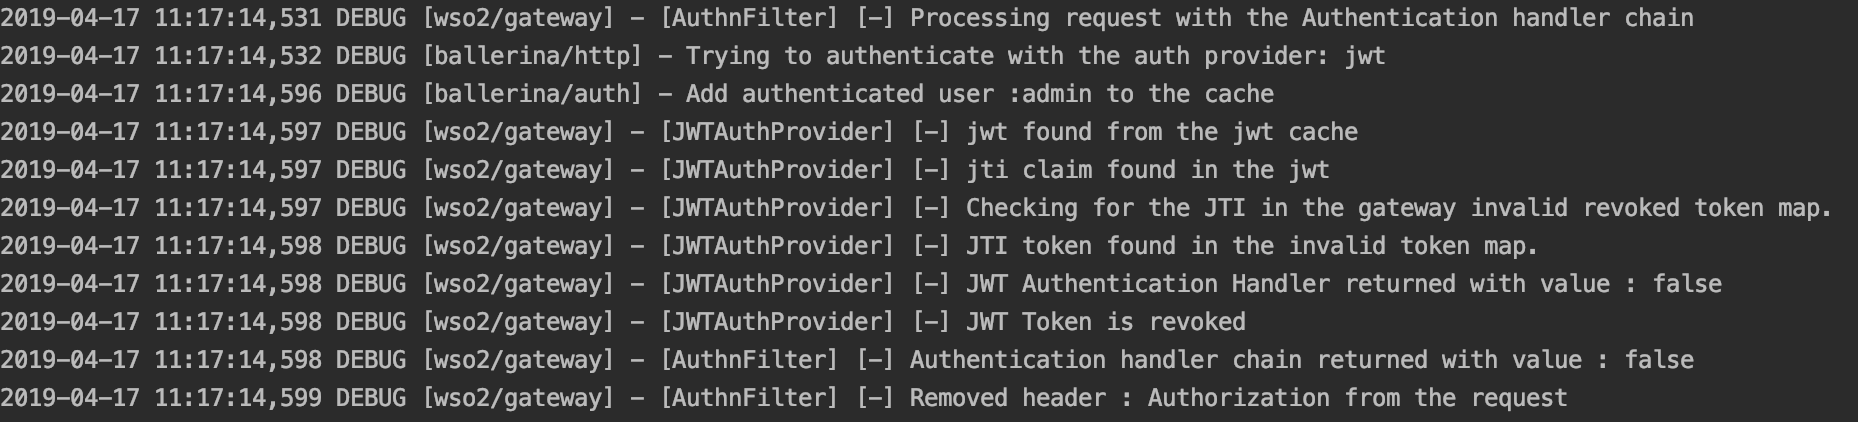 2019-04-17 11:17:14,531 DEBUG [wso2/gateway] - [AuthnFilter] [-] Processing request with the Authentication handler chain
2019-04-17 11:17:14,532 DEBUG [ballerina/http] - Trying to authenticate with the auth provider: jwt
2019-04-17 11:17:14,596 DEBUG [ballerina/auth] - Add authenticated user :admin to the cache
2019-04-17 11:17:14,597 DEBUG [wso2/gateway] - [JWTAuthProvider] [-] jwt found from the jwt cache
2019-04-17 11:17:14,597 DEBUG [wso2/gateway] - [JWTAuthProvider] [-] jti claim found in the jwt
2019-04-17 11:17:14,597 DEBUG [wso2/gateway] - [JWTAuthProvider] [-] Checking for the JTI in the gateway invalid revoked token map.
2019-04-17 11:17:14,598 DEBUG [wso2/gateway] - [JWTAuthProvider] [-] JTI token found in the invalid token map.
2019-04-17 11:17:14,598 DEBUG [wso2/gateway] - [JWTAuthProvider] [-] JWT Authentication Handler returned with value : false
2019-04-17 11:17:14,598 DEBUG [wso2/gateway] - [JWTAuthProvider] [-] JWT Token is revoked
2019-04-17 11:17:14,598 DEBUG [wso2/gateway] - [AuthnFilter] [-] Authentication handler chain returned with value : false
2019-04-17 11:17:14,599 DEBUG [wso2/gateway] - [AuthnFilter] [-] Removed header : Authorization from the request